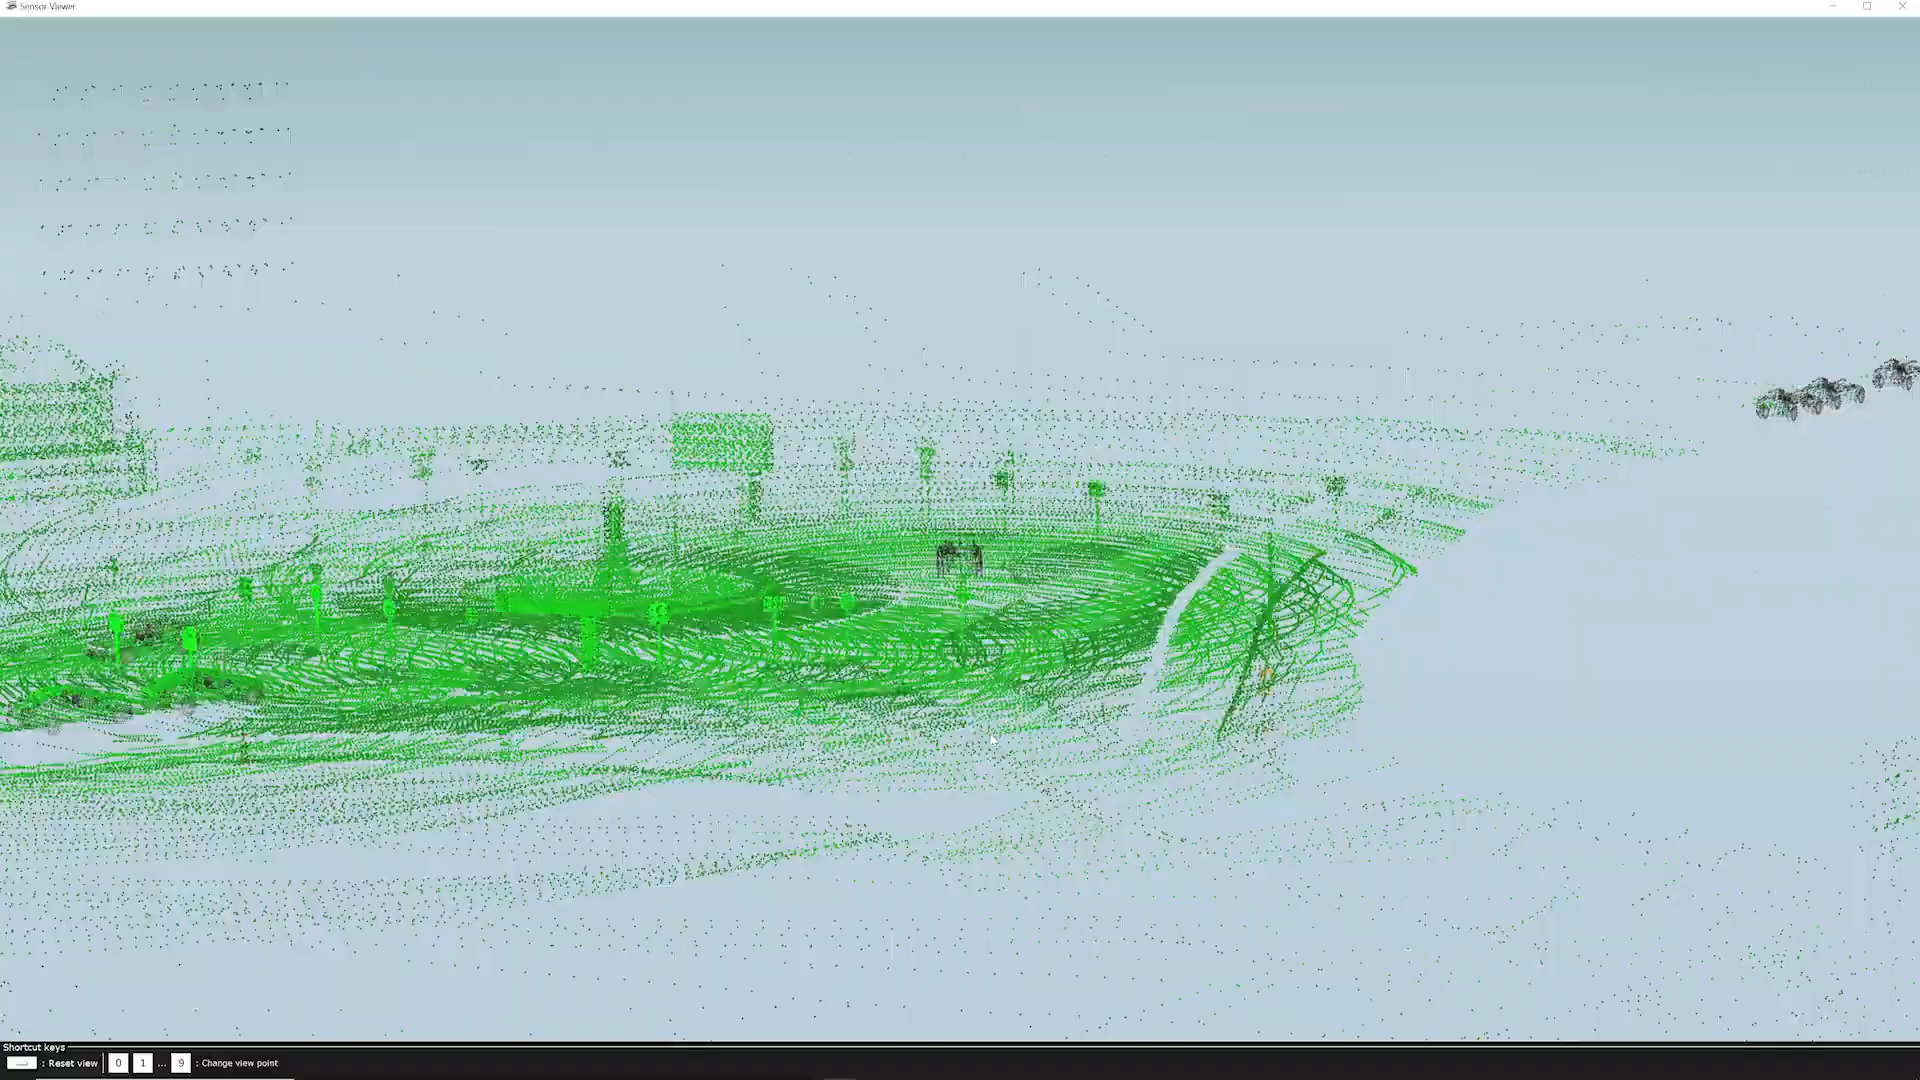 Sensor Viewer
Shortcut keys
: Reset view 0 1 ... 9 : Change view point